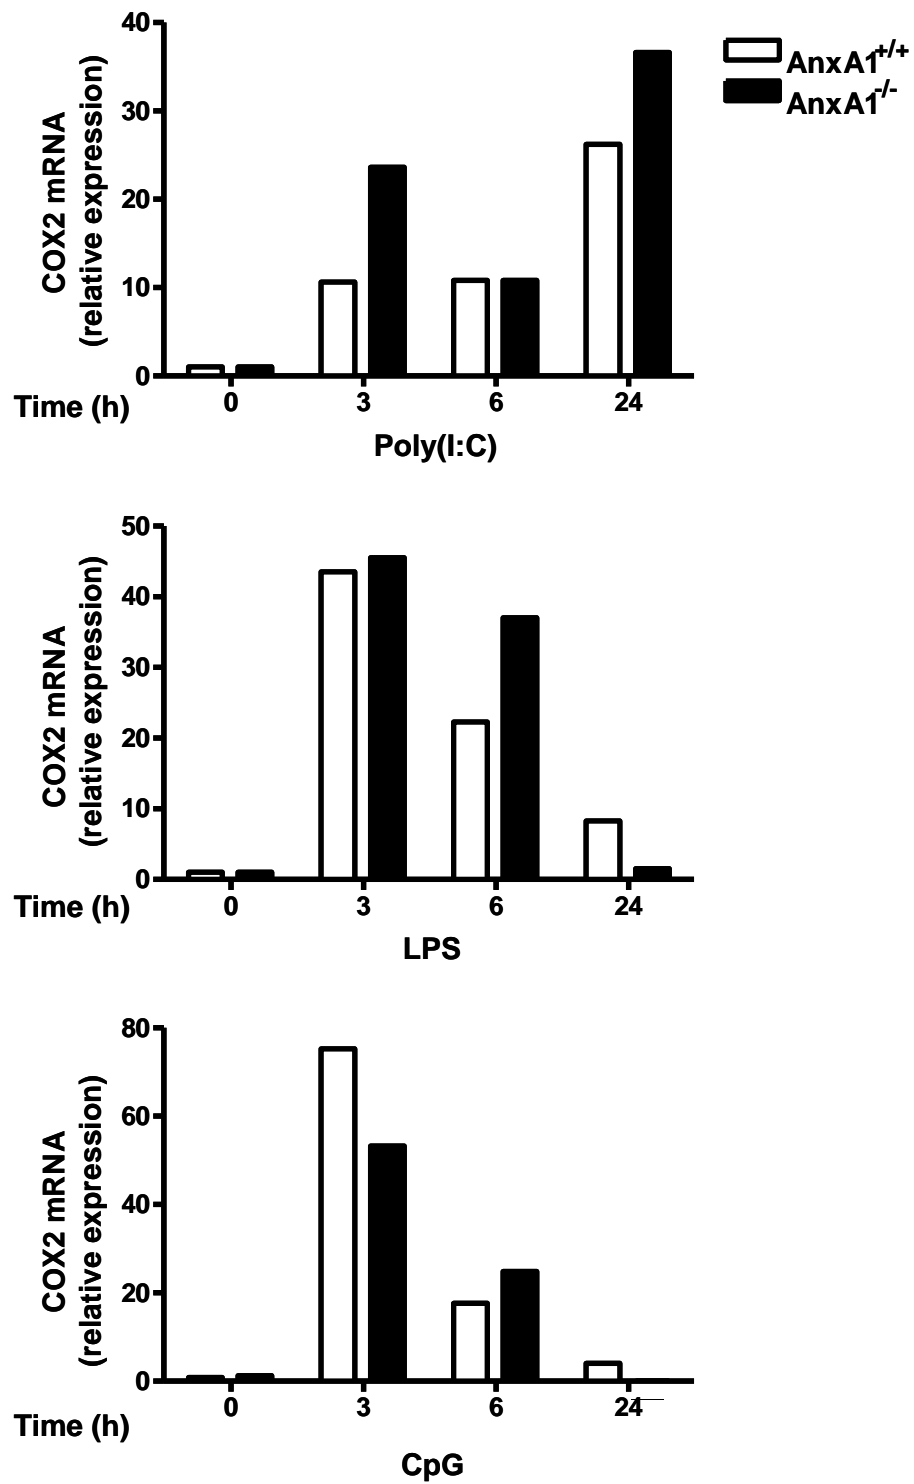 AnxA1+/+
AnxA1-/-
COX2 mRNA
(relative expression)
40
30
20
10
0
Time (h) 0 3 6 24
Poly(I:C)
COX2 mRNA
(relative expression)
50
40
30
20
10
0
Time (h) 0 3 6 24
LPS
COX2 mRNA
(relative expression)
80
60
40
20
0
Time (h) 0 3 6 24
CpG